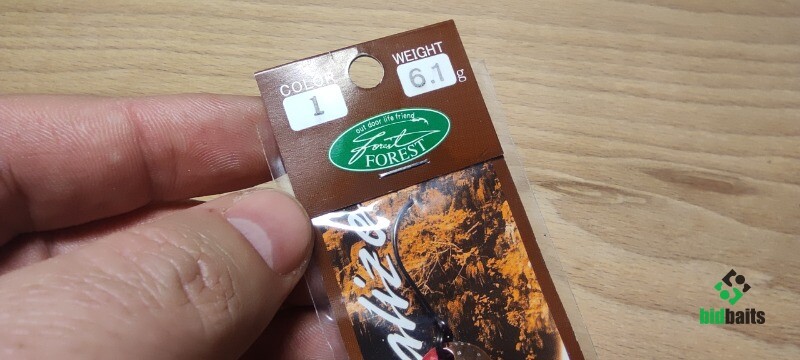 COLOR
1
WEIGHT
6.1g
out door life friend
forest
FOREST
bidbaits